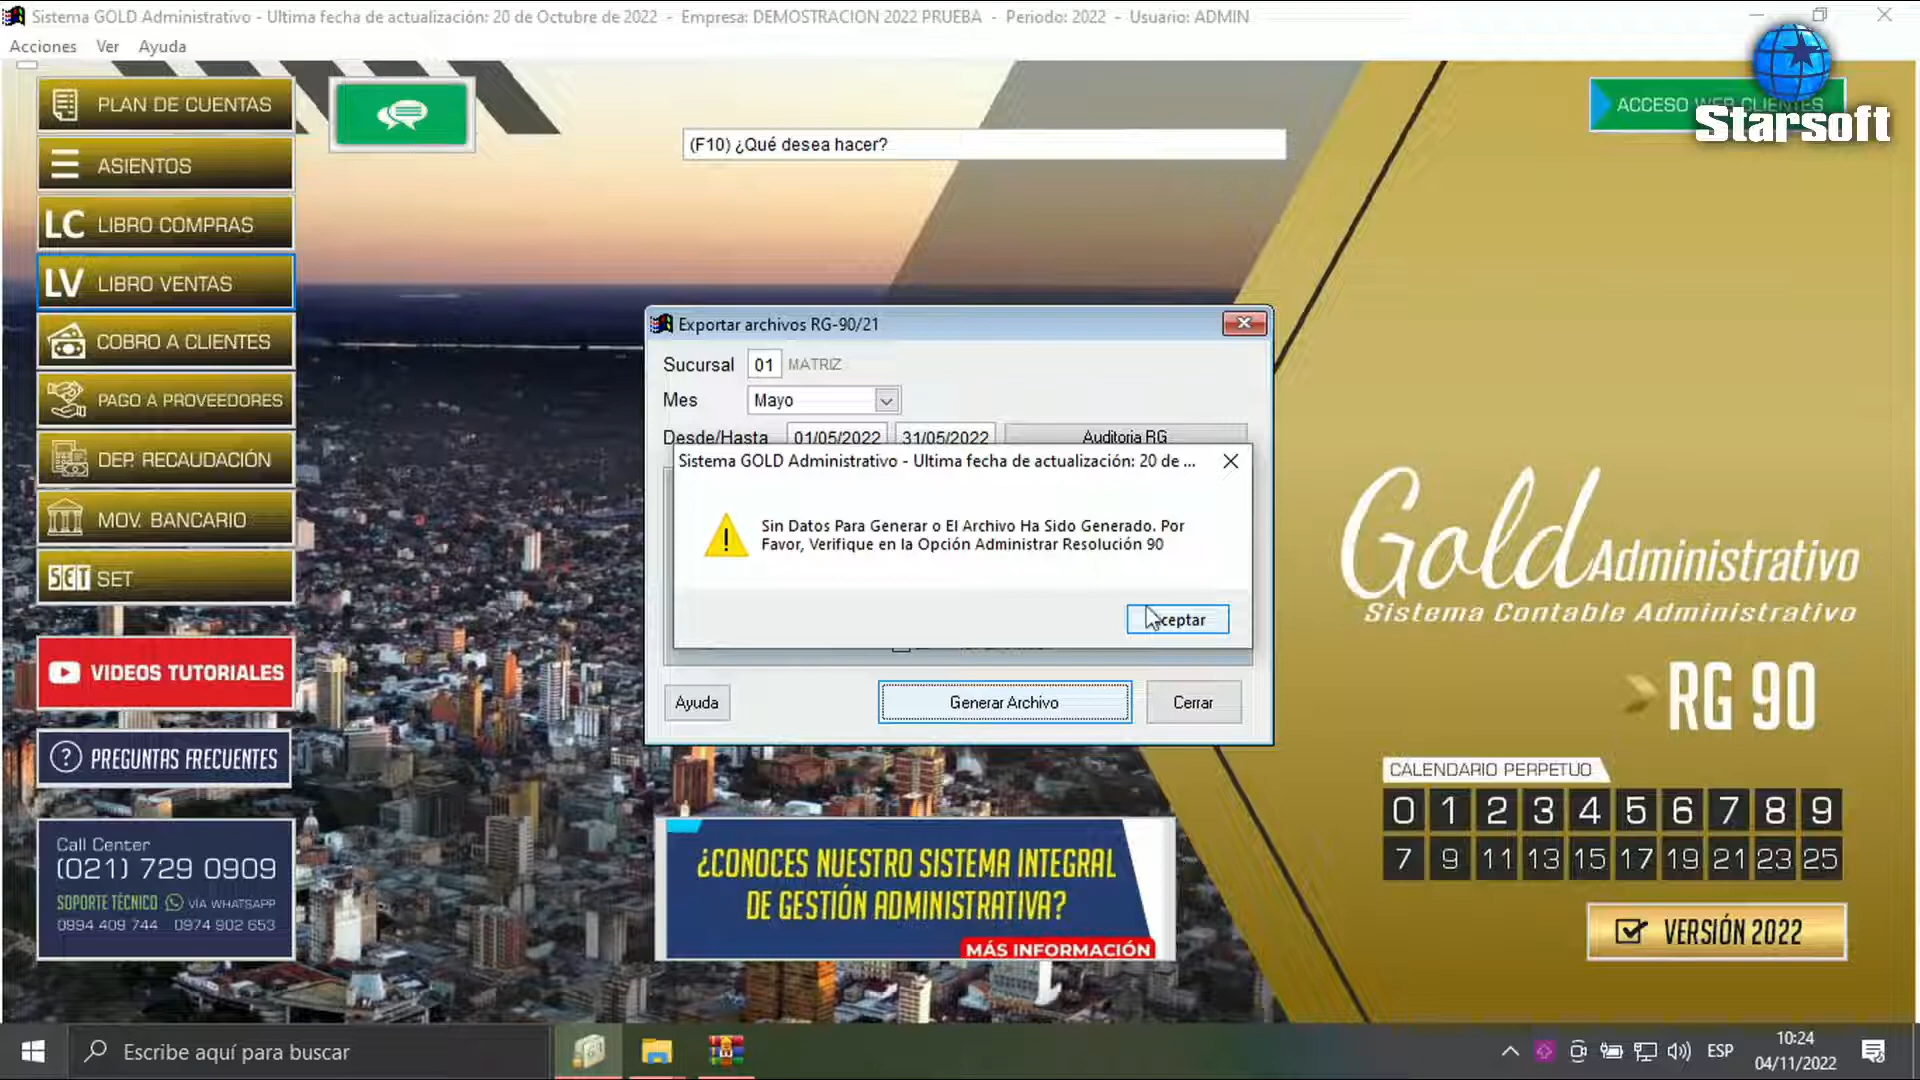 Sistema GOLD Administrativo - Ultima fecha de actualización: 20 de Octubre de 2022 - Empresa: DEMOSTRACION 2022 PRUEBA - Periodo: 2022 - Usuario: ADMIN
Acciones Ver Ayuda
PLAN DE CUENTAS
ASIENTOS
LC LIBRO COMPRAS
LV LIBRO VENTAS
COBRO A CLIENTES
PAGO A PROVEEDORES
DEP. RECAUDACIÓN
MOV. BANCARIO
SET SET
VIDEOS TUTORIALES
? PREGUNTAS FRECUENTES
Call Center
(021) 729 0909
SOPORTE TÉCNICO VÍA WHATSAPP
0994 409 744 0974 902 653
(F10) ¿Qué desea hacer?
ACCESO WEB CLIENTES
Starsoft
Exportar archivos RG-90/21
Sucursal 01 MATRIZ
Mes Mayo
Desde/Hasta 01/05/2022 31/05/2022 Auditoria RG
Sistema GOLD Administrativo - Ultima fecha de actualización: 20 de ...
Sin Datos Para Generar o El Archivo Ha Sido Generado. Por
Favor, Verifique en la Opción Administrar Resolución 90
Aceptar
Ayuda Generar Archivo Cerrar
Gold Administrativo
Sistema Contable Administrativo
RG 90
CALENDARIO PERPETUO
0 1 2 3 4 5 6 7 8 9
7 9 11 13 15 17 19 21 23 25
VERSIÓN 2022
¿CONOCES NUESTRO SISTEMA INTEGRAL
DE GESTIÓN ADMINISTRATIVA?
MÁS INFORMACIÓN
Escribe aquí para buscar
ESP
10:24
04/11/2022